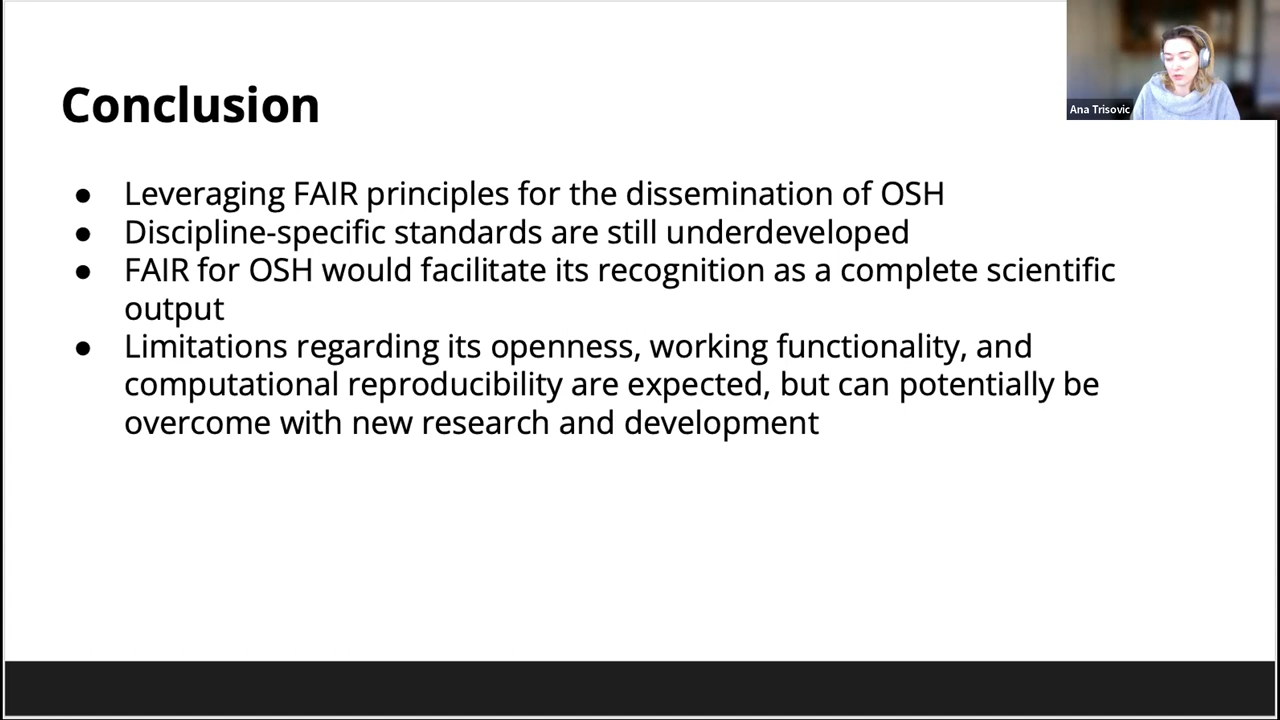 Conclusion
Ana Trisovic
● Leveraging FAIR principles for the dissemination of OSH
● Discipline-specific standards are still underdeveloped
● FAIR for OSH would facilitate its recognition as a complete scientific
output
● Limitations regarding its openness, working functionality, and
computational reproducibility are expected, but can potentially be
overcome with new research and development